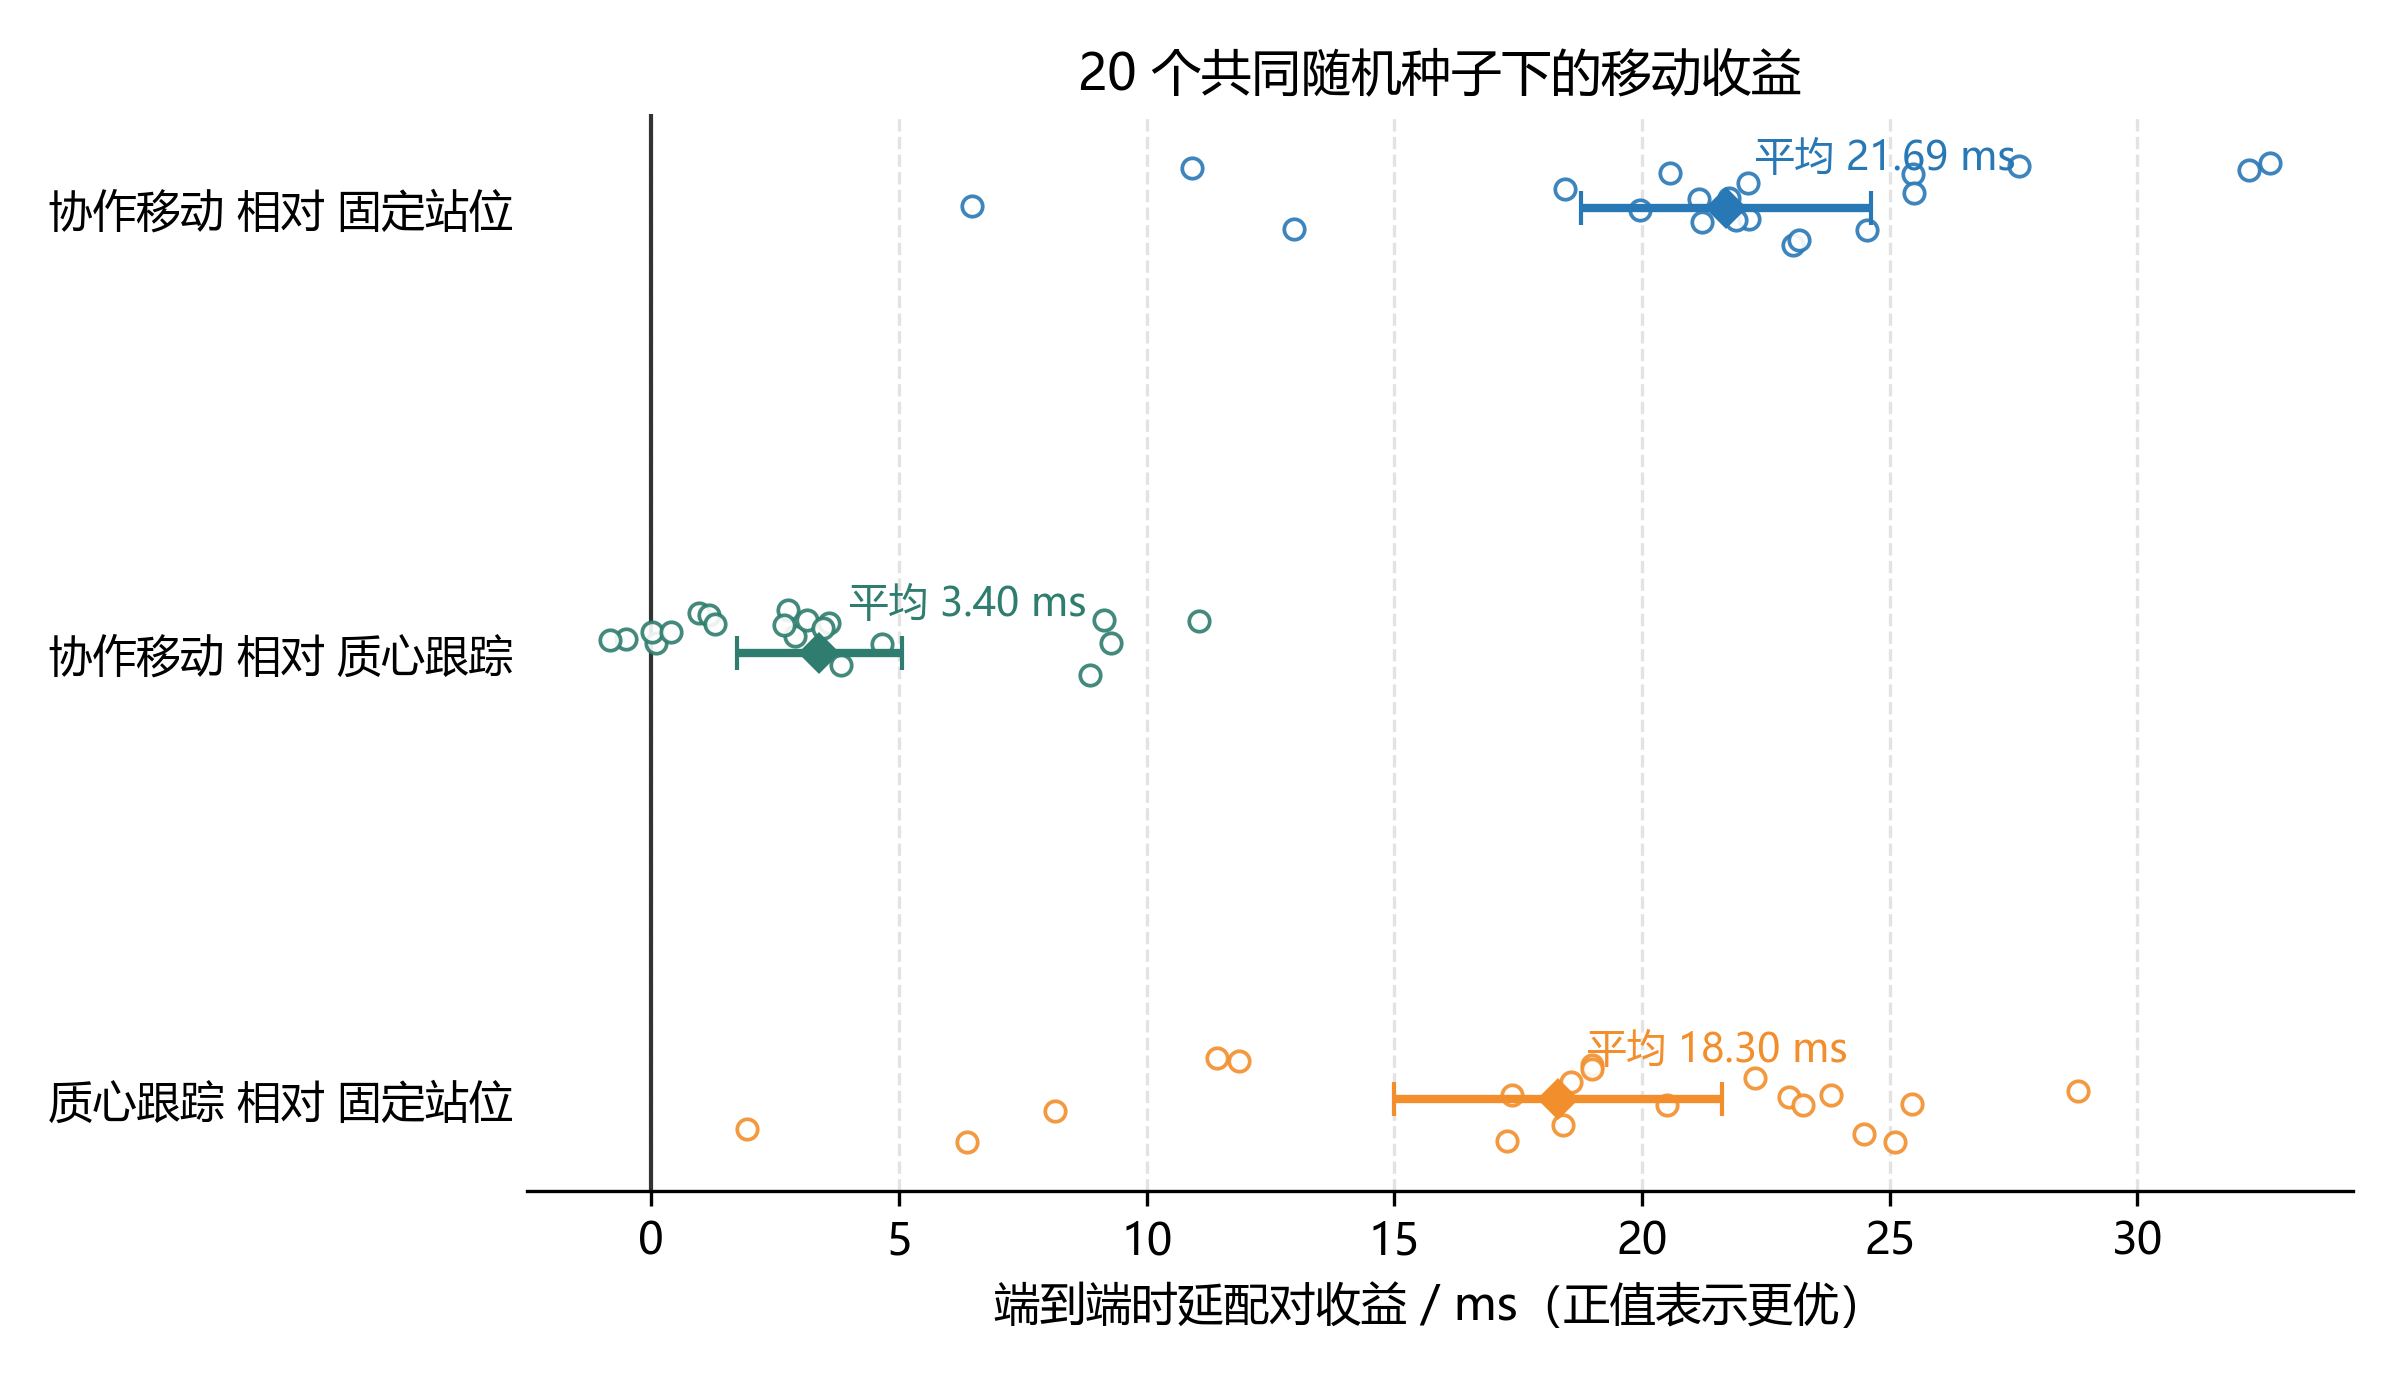 20 个共同随机种子下的移动收益
平均 21.69 ms
协作移动 相对 固定站位
平均 3.40 ms
协作移动 相对 质心跟踪
平均 18.30 ms
质心跟踪 相对 固定站位
0 5 10 15 20 25 30
端到端时延配对收益 / ms（正值表示更优）